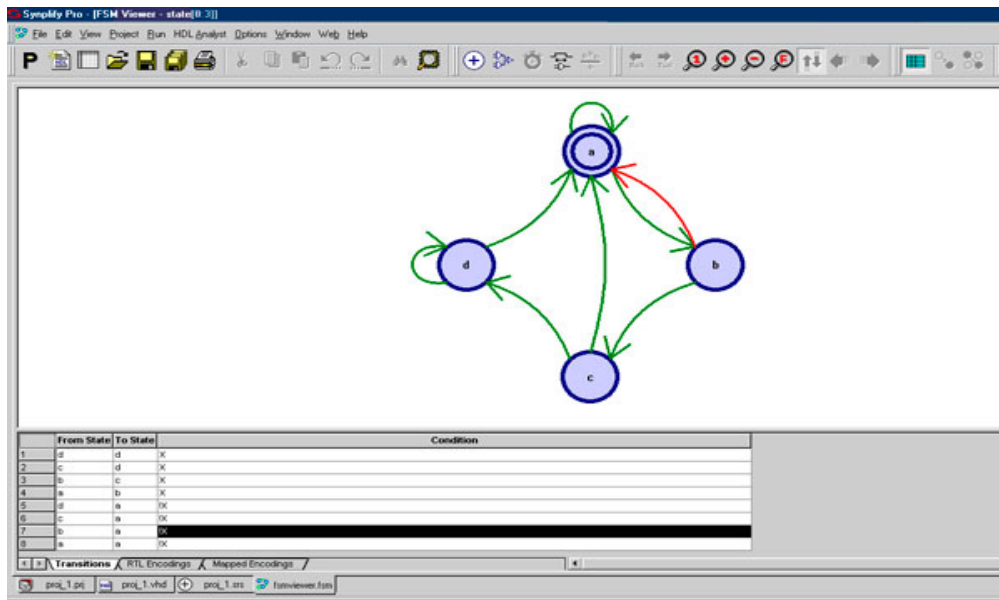 Synplify Pro - [FSM Viewer - state[0:3]]
File Edit View Project Run HDL Analyst Options Window Web Help
P
1 F
a
d
b
c
From State To State Condition
1 d d X
2 c d X
3 b c X
4 a b X
5 d a !X
6 c a !X
7 b a !X
8 a a !X
Transitions RTL Encodings Mapped Encodings
proj_1.prj proj_1.vhd proj_1.srs fsmviewer.fsm